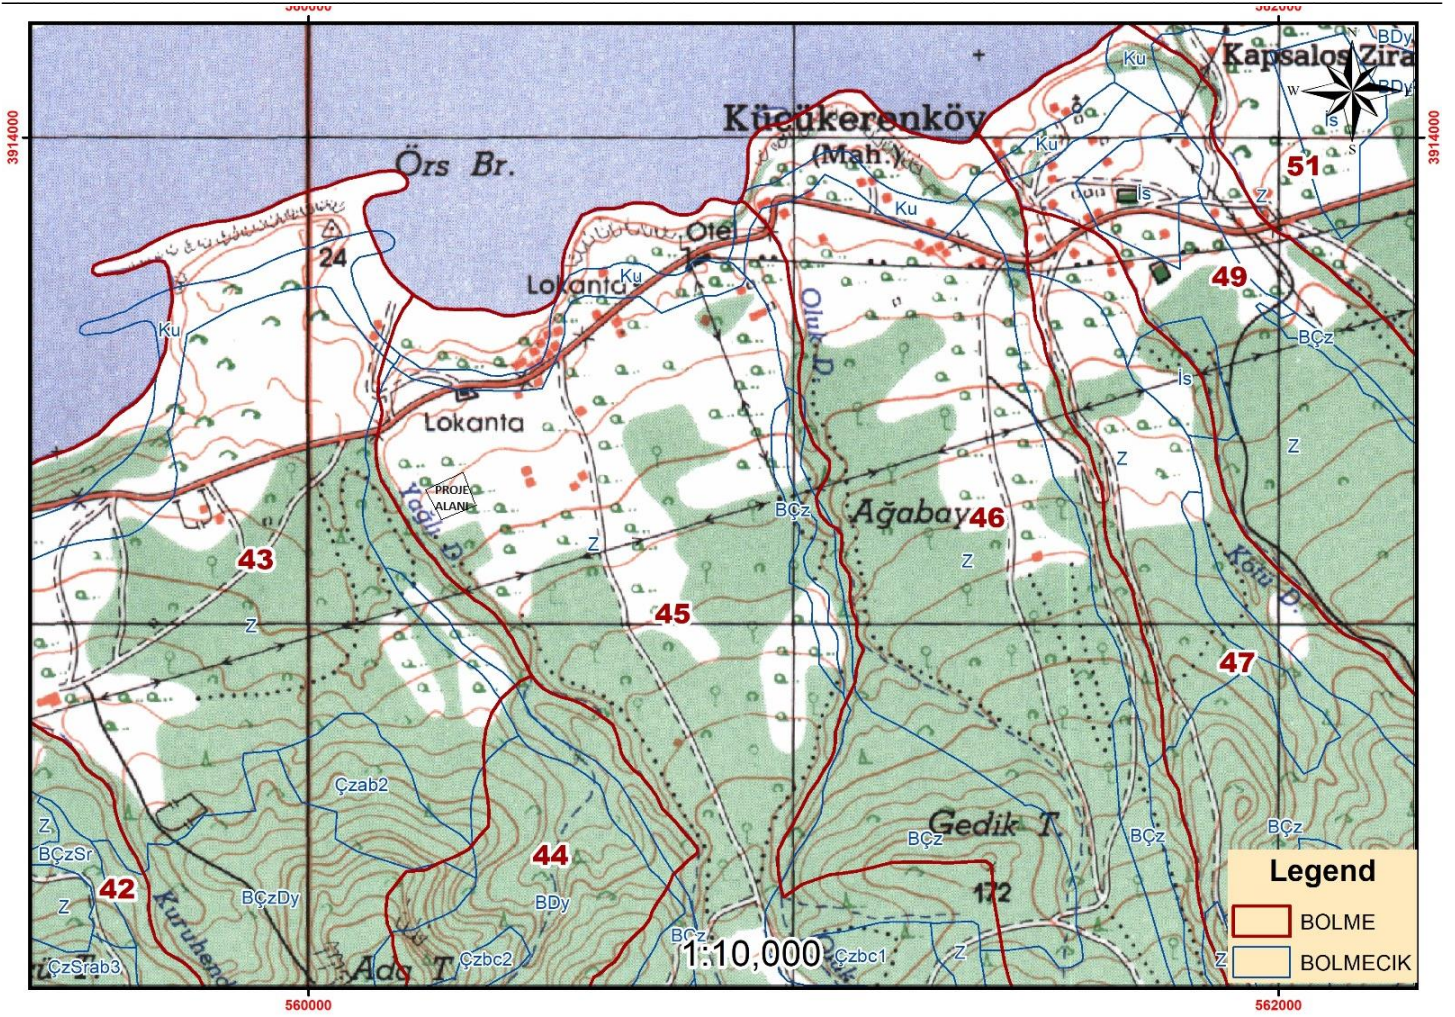 560000
562000
BDy
Kapsalos Zira
Ku
N
W
E
S
BDy
Küçükerenköy
(Mah.)
3914000
3914000
İs
Ku
Örs Br.
51
İs
Z
Ku
Otel
24
Lokanta
Ku
49
Oluk D.
Ku
BÇz
İs
Lokanta
Z
Z
PROJE
ALANI
Yağlı D.
BÇz
Ağabay
46
Z
43
Z
Kötü D.
45
Z
47
Çzab2
Gedik T.
BÇz
BÇz
BÇz
Z
BÇzSr
44
Legend
42
172
BOLME
Z
BÇzDy
BDy
Kuruhend
BÇz
1:10,000
Çzbc1
Z
Z
BOLMECIK
ÇzSrab3
Ada T.
Çzbc2
560000
562000